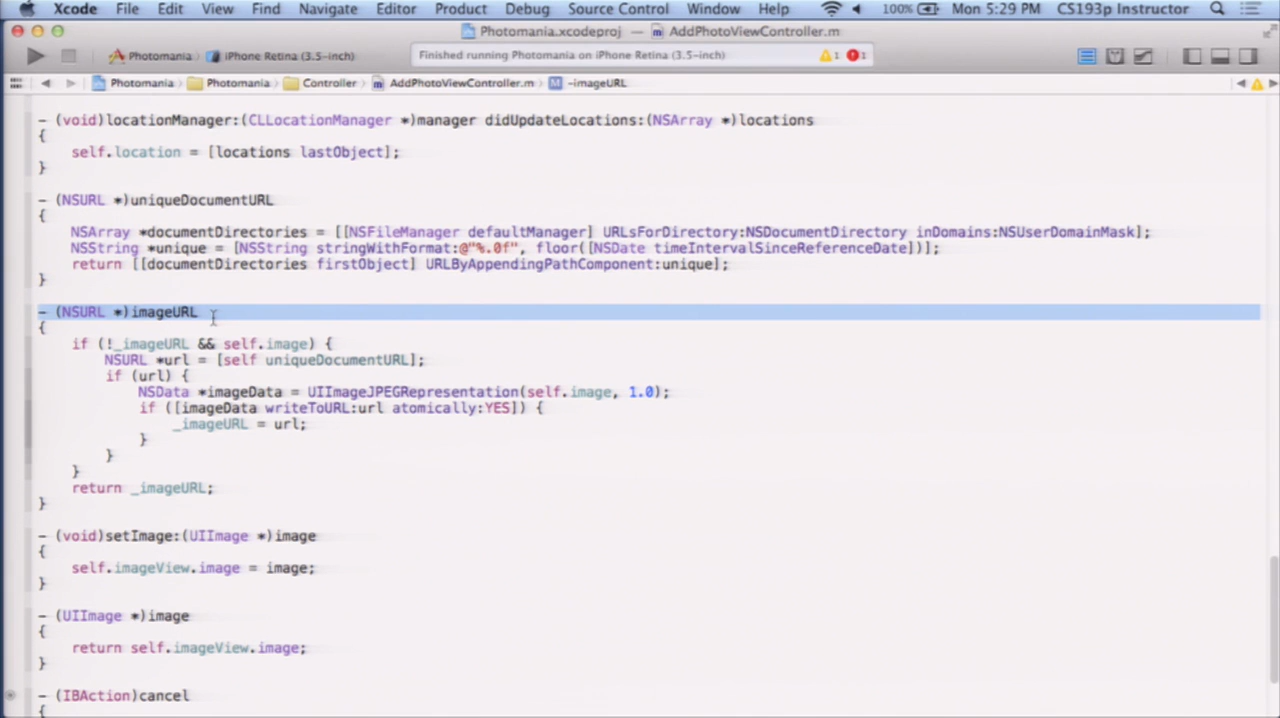 Xcode File Edit View Find Navigate Editor Product Debug Source Control Window Help 100% Mon 5:29 PM CS193p Instructor
Photomania.xcodeproj — AddPhotoViewController.m
Photomania iPhone Retina (3.5-inch) Finished running Photomania on iPhone Retina (3.5-inch) 1 1
Photomania Photomania Controller AddPhotoViewController.m M -imageURL
- (void)locationManager:(CLLocationManager *)manager didUpdateLocations:(NSArray *)locations
{
self.location = [locations lastObject];
}
- (NSURL *)uniqueDocumentURL
{
NSArray *documentDirectories = [[NSFileManager defaultManager] URLsForDirectory:NSDocumentDirectory inDomains:NSUserDomainMask];
NSString *unique = [NSString stringWithFormat:@"%.0f", floor([NSDate timeIntervalSinceReferenceDate])];
return [[documentDirectories firstObject] URLByAppendingPathComponent:unique];
}
- (NSURL *)imageURL
{
if (!_imageURL && self.image) {
NSURL *url = [self uniqueDocumentURL];
if (url) {
NSData *imageData = UIImageJPEGRepresentation(self.image, 1.0);
if ([imageData writeToURL:url atomically:YES]) {
_imageURL = url;
}
}
}
return _imageURL;
}
- (void)setImage:(UIImage *)image
{
self.imageView.image = image;
}
- (UIImage *)image
{
return self.imageView.image;
}
- (IBAction)cancel
{